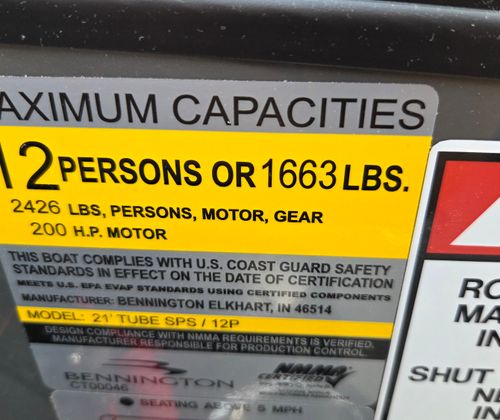 AXIMUM CAPACITIES
12 PERSONS OR 1663 LBS.
2426 LBS, PERSONS, MOTOR, GEAR
200 H.P. MOTOR
THIS BOAT COMPLIES WITH U.S. COAST GUARD SAFETY
STANDARDS IN EFFECT ON THE DATE OF CERTIFICATION
MEETS U.S. EPA EVAP STANDARDS USING CERTIFIED COMPONENTS
MANUFACTURER: BENNINGTON ELKHART, IN 46514
MODEL: 21' TUBE SPS / 12P
DESIGN COMPLIANCE WITH NMMA REQUIREMENTS IS VERIFIED.
MANUFACTURER RESPONSIBLE FOR PRODUCTION CONTROL.
BENNINGTON
CT00046
NMMA
CERTIFIED
SEATING ABOVE 5 MPH
RO
MA
IN
SHUT
N